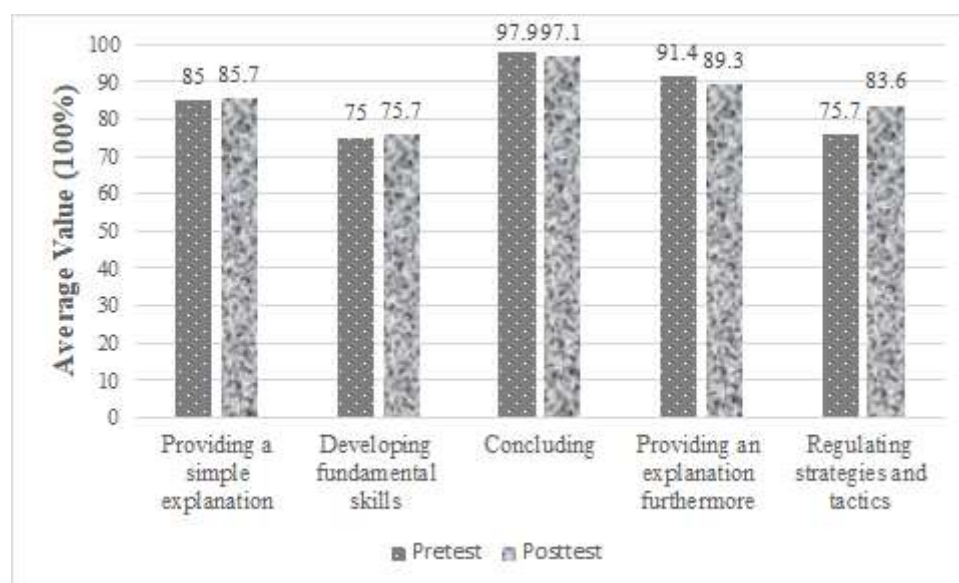 Average Value (100%)
100
90
80
70
60
50
40
30
20
10
0
85 85.7
75 75.7
97.9 97.1
91.4 89.3
75.7 83.6
Providing a
simple
explanation
Developing
fundamental
skills
Concluding
Providing an
explanation
furthermore
Regulating
strategies and
tactics
Pretest Posttest